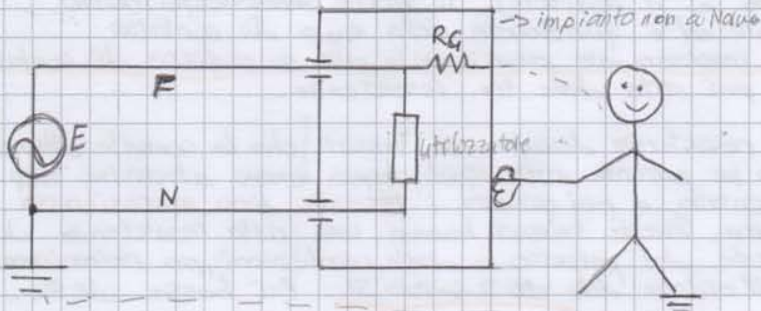 -> impianto non a Norma
RG
F
E
utilizzatore
N